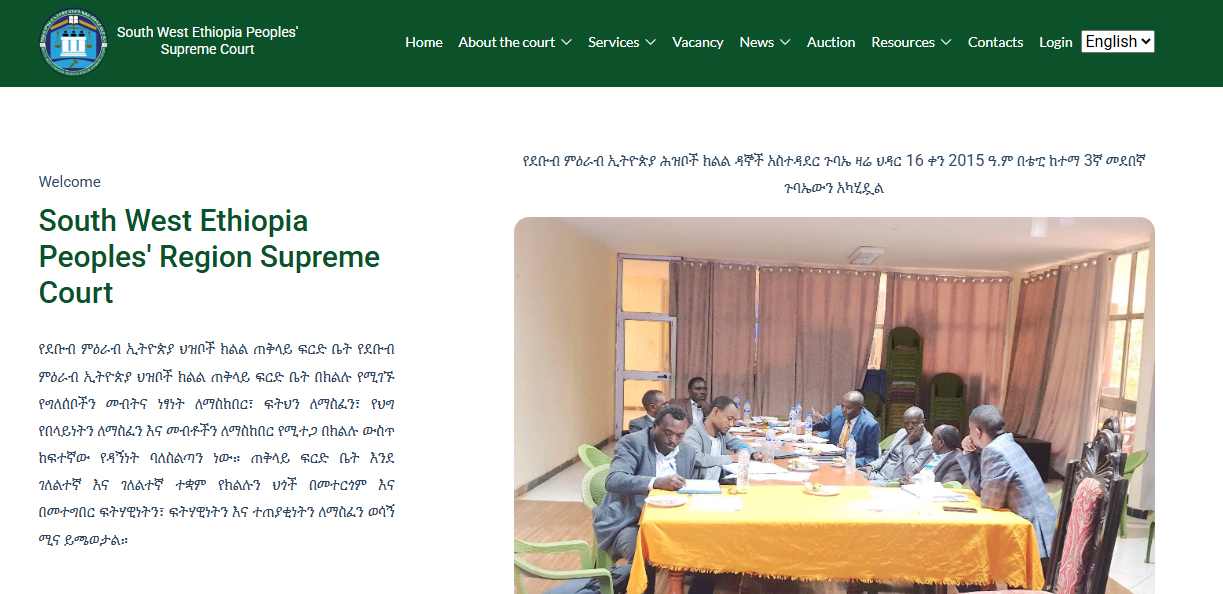 South West Ethiopia Peoples'
Supreme Court
Home
About the court
Services
Vacancy
News
Auction
Resources
Contacts
Login
English
Welcome
South West Ethiopia
Peoples' Region Supreme
Court
የደቡብ ምዕራብ ኢትዮጵያ ህዝቦች ክልል ጠቅላይ ፍርድ ቤት የደቡብ
ምዕራብ ኢትዮጵያ ህዝቦች ክልል ጠቅላይ ፍርድ ቤት በክልሉ የሚገኙ
የግለሰቦችን መብትና ነፃነት ለማስከበር፣ ፍትህን ለማስፈን፣ የህግ
የበላይነትን ለማስፈን እና መብቶችን ለማስከበር የሚተጋ በክልሉ ውስጥ
ከፍተኛው የዳኝነት ባለስልጣን ነው። ጠቅላይ ፍርድ ቤት እንደ
ገለልተኛ እና ገለልተኛ ተቋም የክልሉን ህጎች በመተርጎም እና
በመተግበር ፍትሃዊነትን፣ ፍትሃዊነትን እና ተጠያቂነትን ለማስፈን ወሳኝ
ሚና ይጫወታል።
የደቡብ ምዕራብ ኢትዮጵያ ሕዝቦች ክልል ዳኞች አስተዳደር ጉባኤ ዛሬ ህዳር 16 ቀን 2015 ዓ.ም በቴፒ ከተማ 3ኛ መደበኛ
ጉባኤውን አካሂዷል